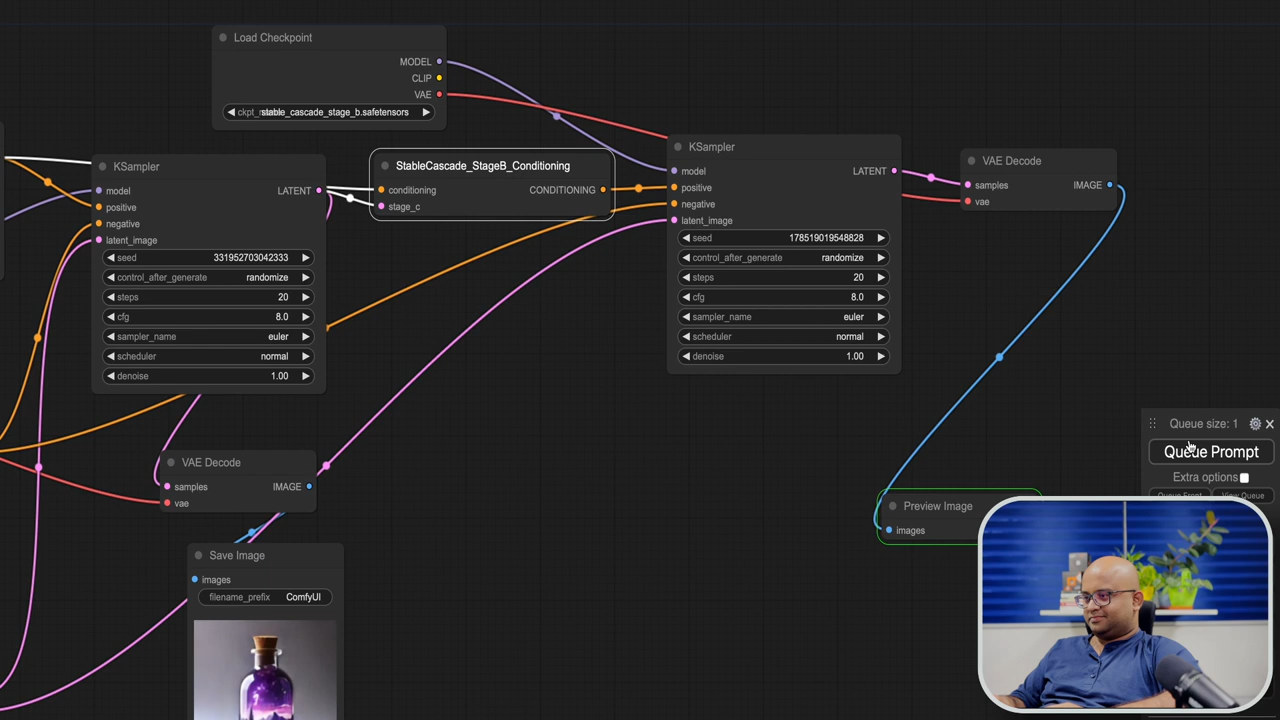 Load Checkpoint
MODEL
CLIP
VAE
stable_cascade_stage_b.safetensors
KSampler
LATENT
model
positive
negative
latent_image
seed 331952703042333
control_after_generate randomize
steps 20
cfg 8.0
sampler_name euler
scheduler normal
denoise 1.00
StableCascade_StageB_Conditioning
conditioning CONDITIONING
stage_c
KSampler
model LATENT
positive
negative
latent_image
seed 178519019548828
control_after_generate randomize
steps 20
cfg 8.0
sampler_name euler
scheduler normal
denoise 1.00
VAE Decode
samples IMAGE
vae
VAE Decode
samples IMAGE
vae
Save Image
images
filename_prefix ComfyUI
Preview Image
images
Queue size: 1
Queue Prompt
Extra options
Queue Front View Queue